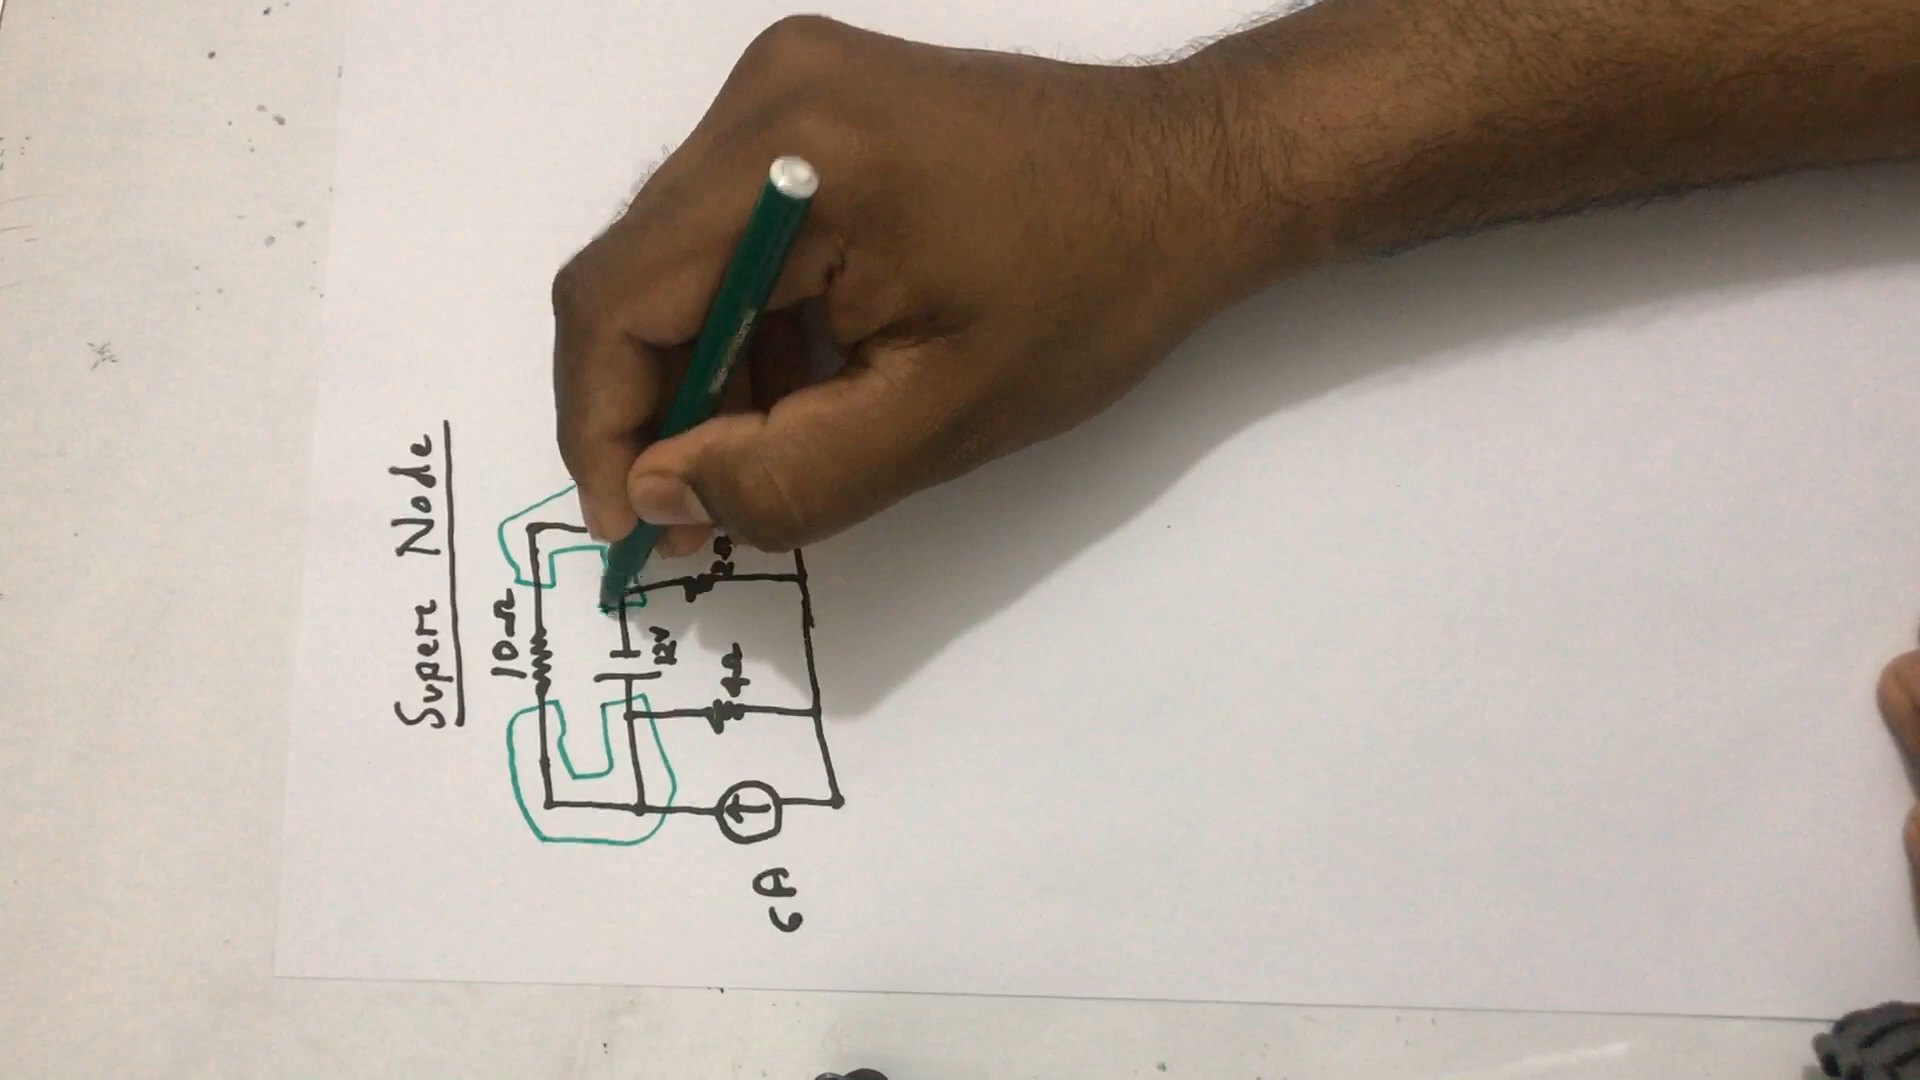 Super Node
10Ω
12V
4Ω
6A